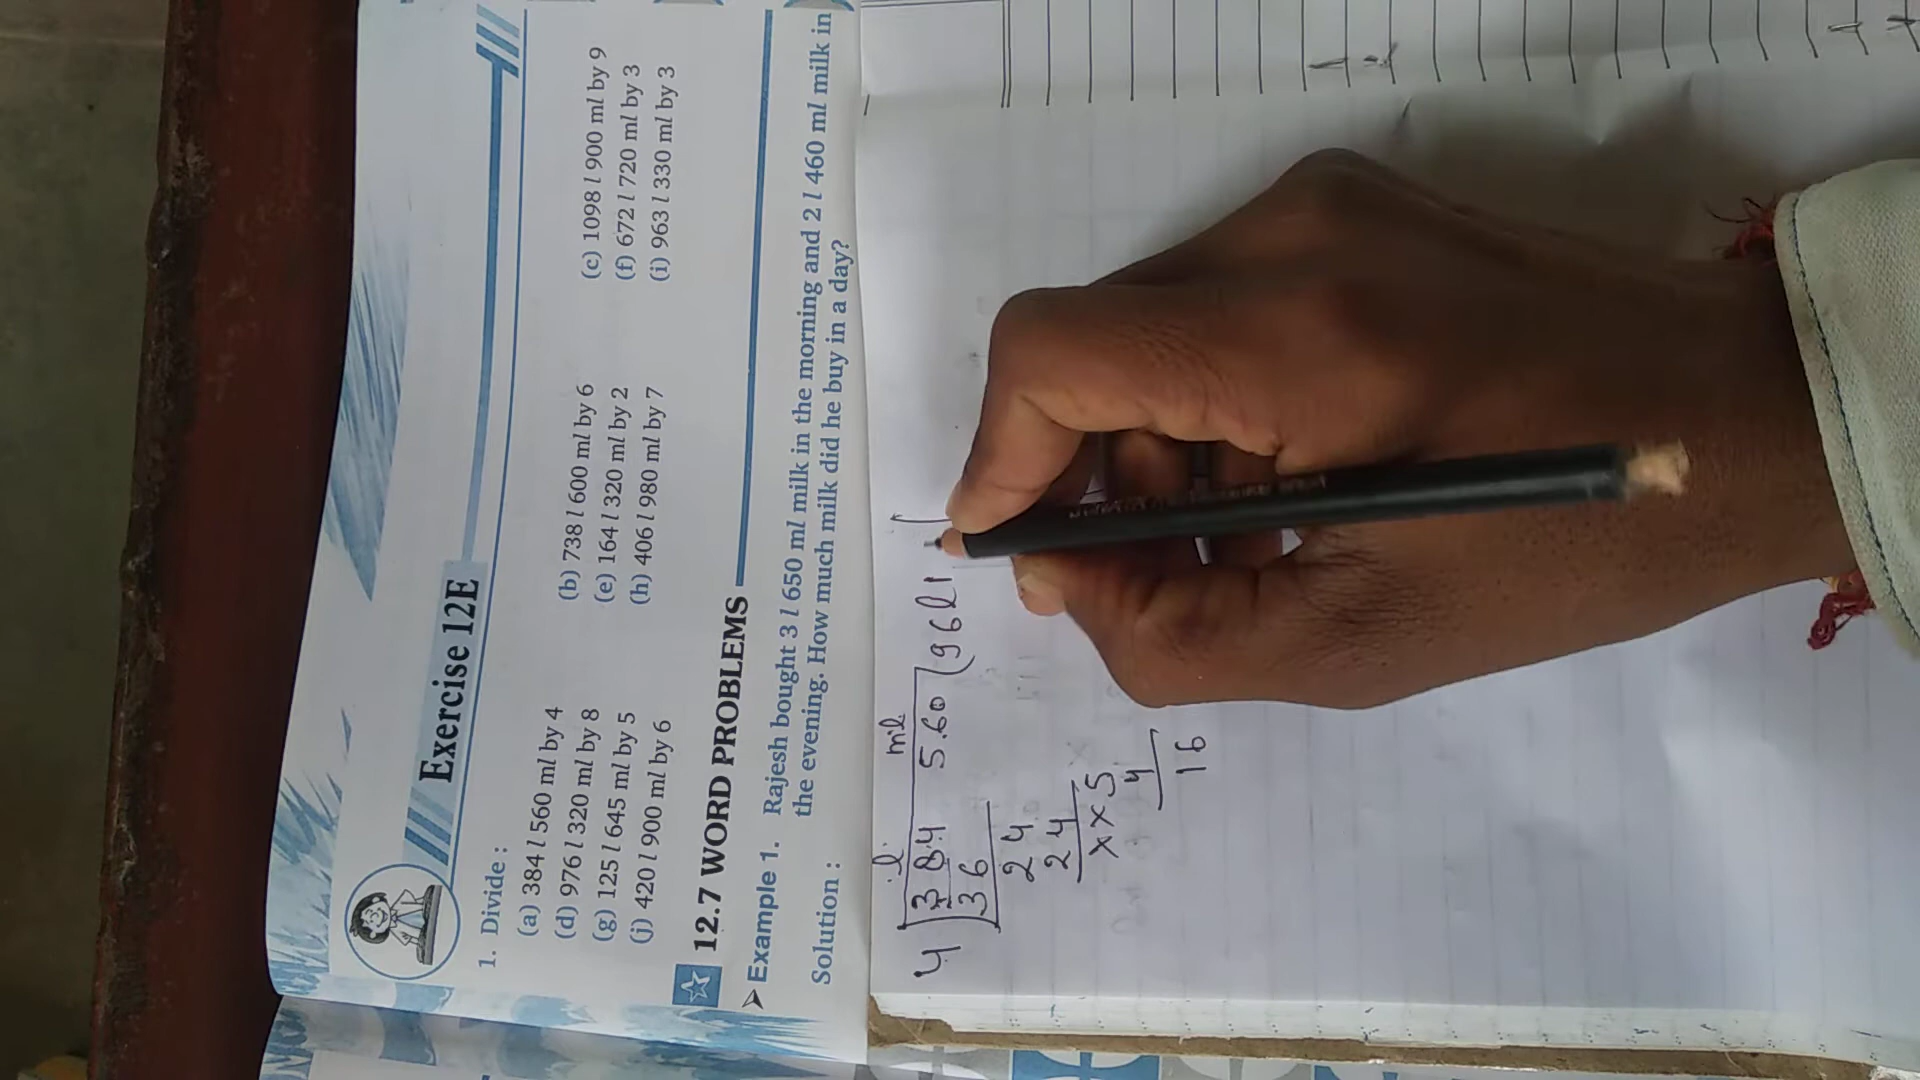 Exercise 12E
1. Divide :
(a) 384 l 560 ml by 4 (b) 738 l 600 ml by 6 (c) 1098 l 900 ml by 9
(d) 976 l 320 ml by 8 (e) 164 l 320 ml by 2 (f) 672 l 720 ml by 3
(g) 125 l 645 ml by 5 (h) 406 l 980 ml by 7 (i) 963 l 330 ml by 3
(j) 420 l 900 ml by 6
12.7 WORD PROBLEMS
Example 1. Rajesh bought 3 l 650 ml milk in the morning and 2 l 460 ml milk in
the evening. How much milk did he buy in a day?
Solution :
l ml
4 384 5.60 (96 l 1
36
24
24
xx5
4
16